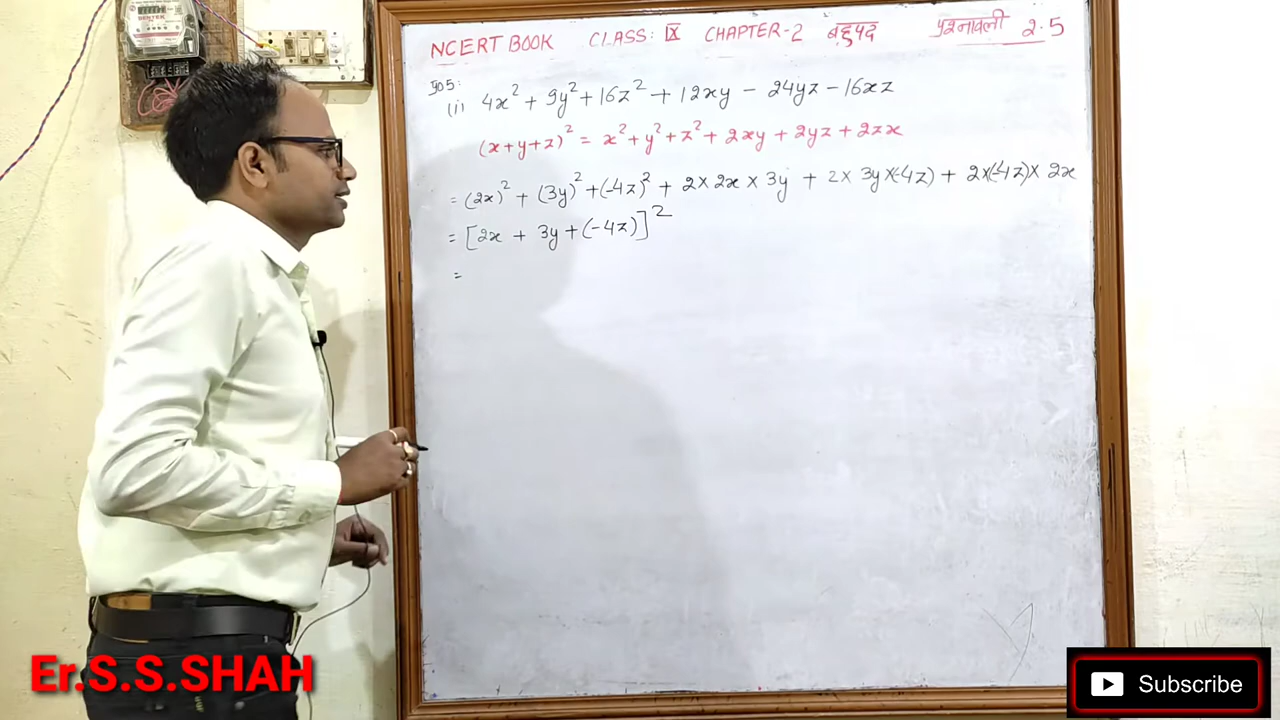 NCERT BOOK CLASS: IX CHAPTER-2 बहुपद प्रश्नावली 2.5
प्र05:
(i) 4x² + 9y² + 16z² + 12xy - 24yz - 16xz
(x+y+z)² = x² + y² + z² + 2xy + 2yz + 2zx
= (2x)² + (3y)² + (-4z)² + 2×2x×3y + 2×3y×(-4z) + 2×(-4z)×2x
= [2x + 3y + (-4z)]²
=
Er.S.S.SHAH
Subscribe